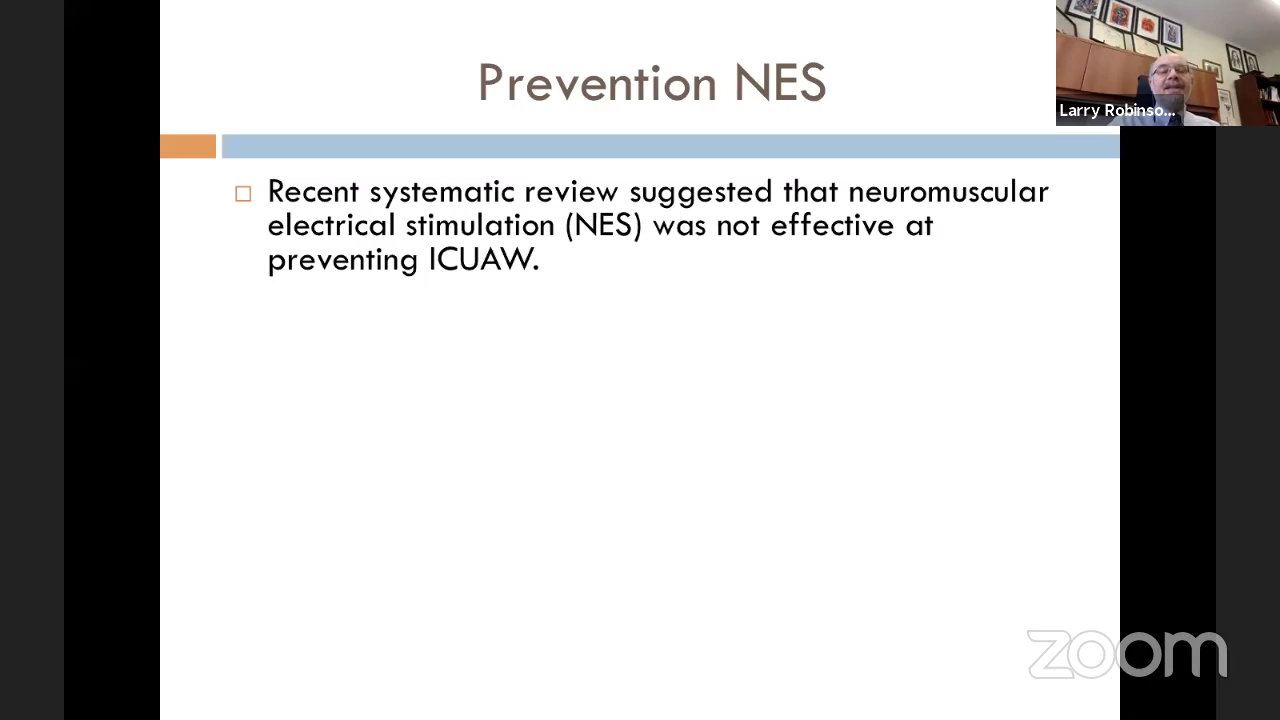 Prevention NES
Larry Robinso...
□ Recent systematic review suggested that neuromuscular
electrical stimulation (NES) was not effective at
preventing ICUAW.
zoom